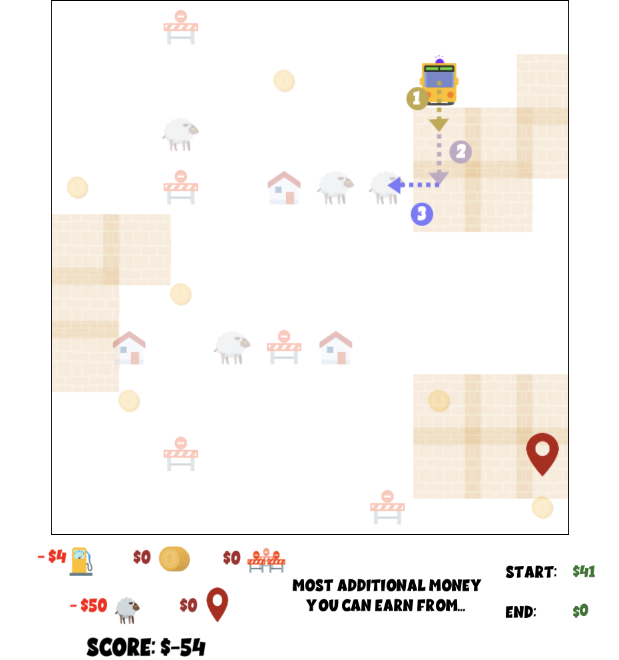 1
2
3
- $4
$0
$0
- $50
$0
MOST ADDITIONAL MONEY
YOU CAN EARN FROM...
START: $41
END: $0
SCORE: $-54